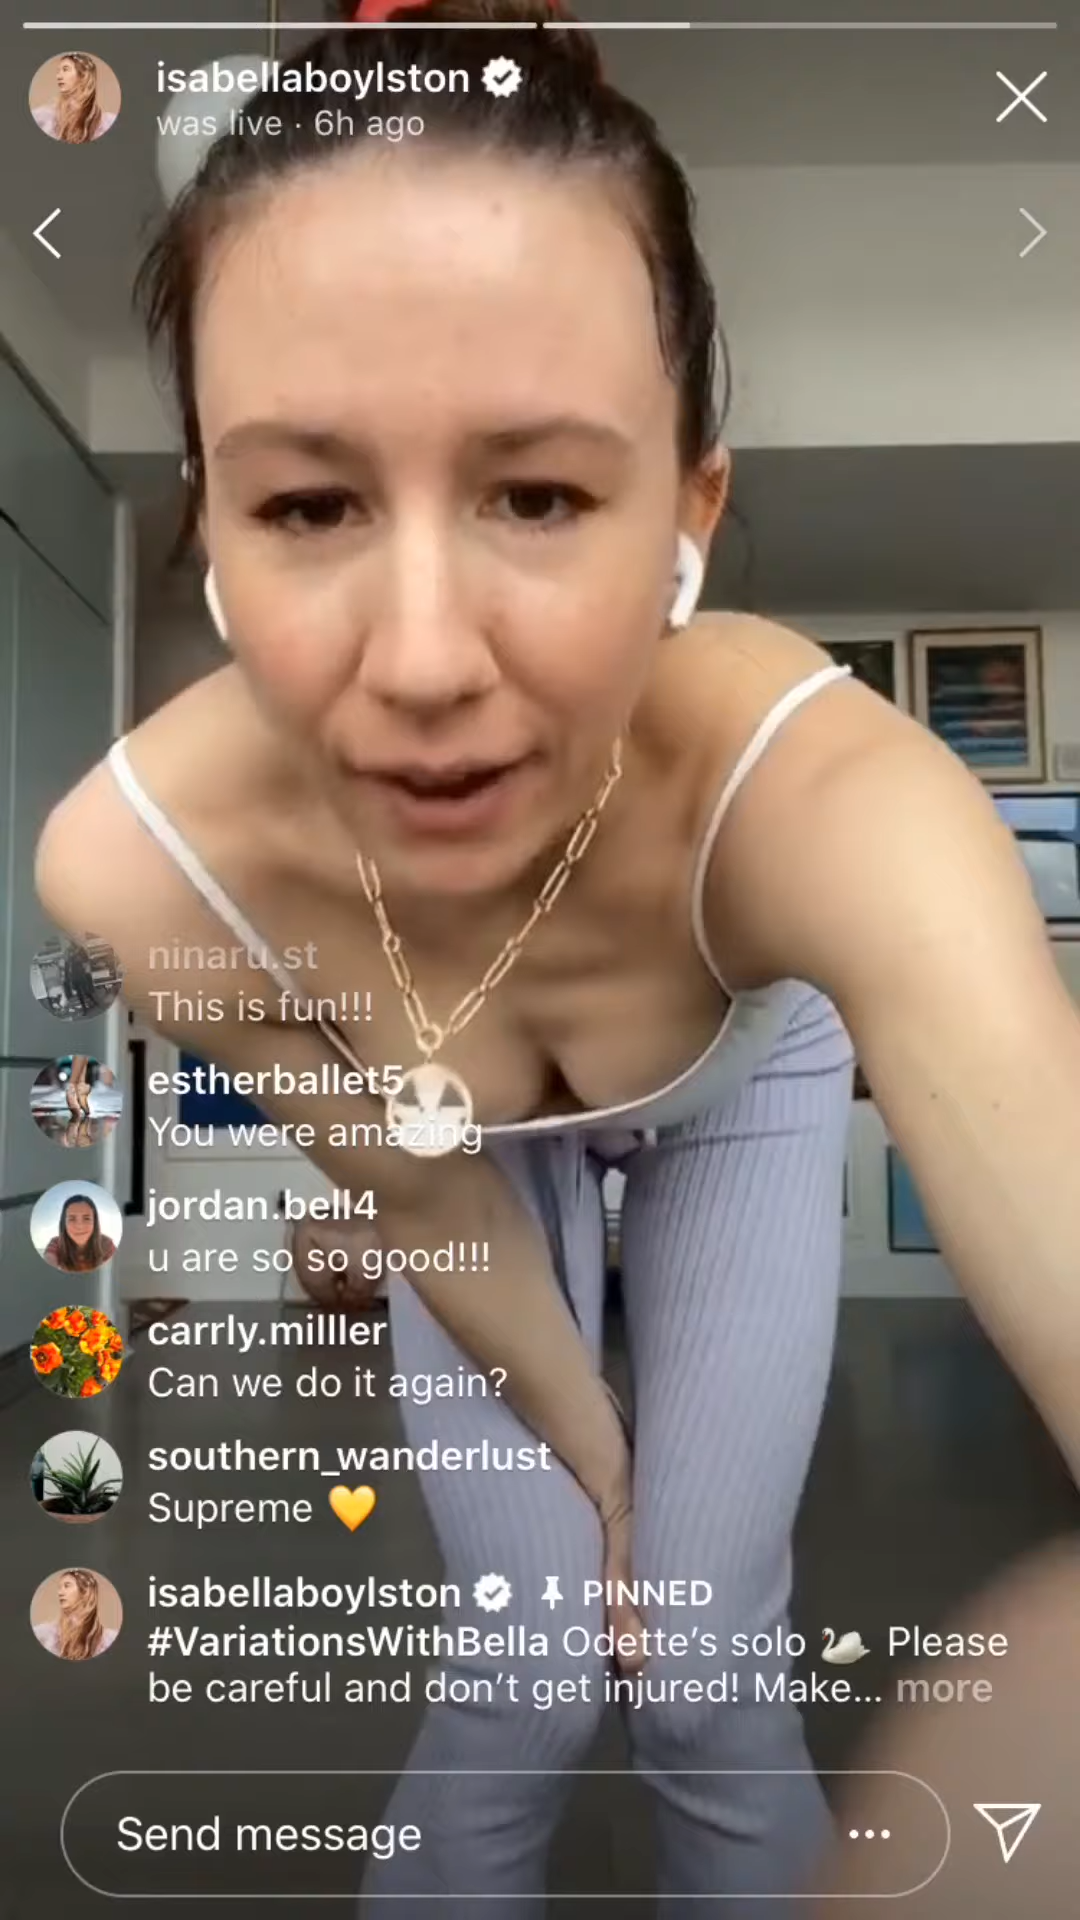 isabellaboylston
was live · 6h ago
ninaru.st
This is fun!!!
estherballet5
You were amazing
jordan.bell4
u are so so good!!!
carrly.milller
Can we do it again?
southern_wanderlust
Supreme 💛
isabellaboylston PINNED
#VariationsWithBella Odette’s solo 🦢 Please
be careful and don’t get injured! Make... more
Send message